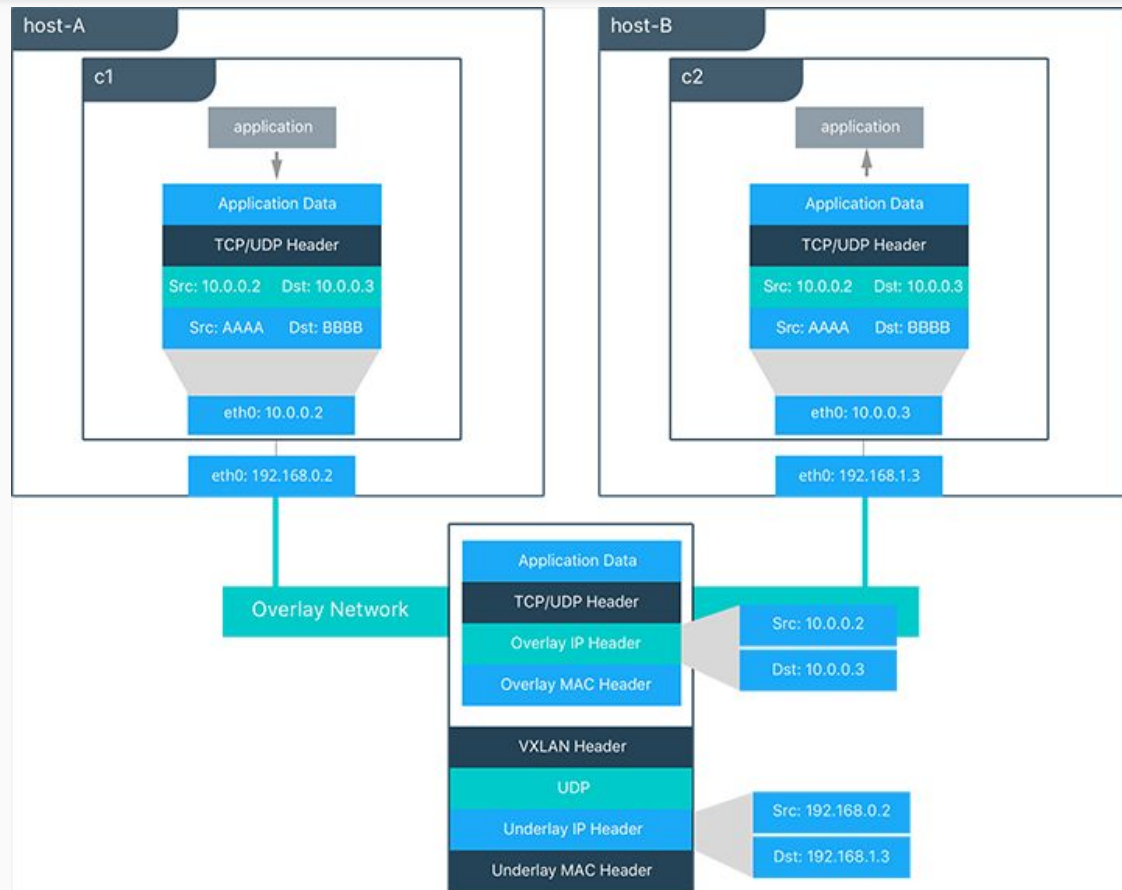 host-A
c1
application
Application Data
TCP/UDP Header
Src: 10.0.0.2 Dst: 10.0.0.3
Src: AAAA Dst: BBBB
eth0: 10.0.0.2
eth0: 192.168.0.2
host-B
c2
application
Application Data
TCP/UDP Header
Src: 10.0.0.2 Dst: 10.0.0.3
Src: AAAA Dst: BBBB
eth0: 10.0.0.3
eth0: 192.168.1.3
Overlay Network
Application Data
TCP/UDP Header
Overlay IP Header
Overlay MAC Header
Src: 10.0.0.2
Dst: 10.0.0.3
VXLAN Header
UDP
Underlay IP Header
Underlay MAC Header
Src: 192.168.0.2
Dst: 192.168.1.3